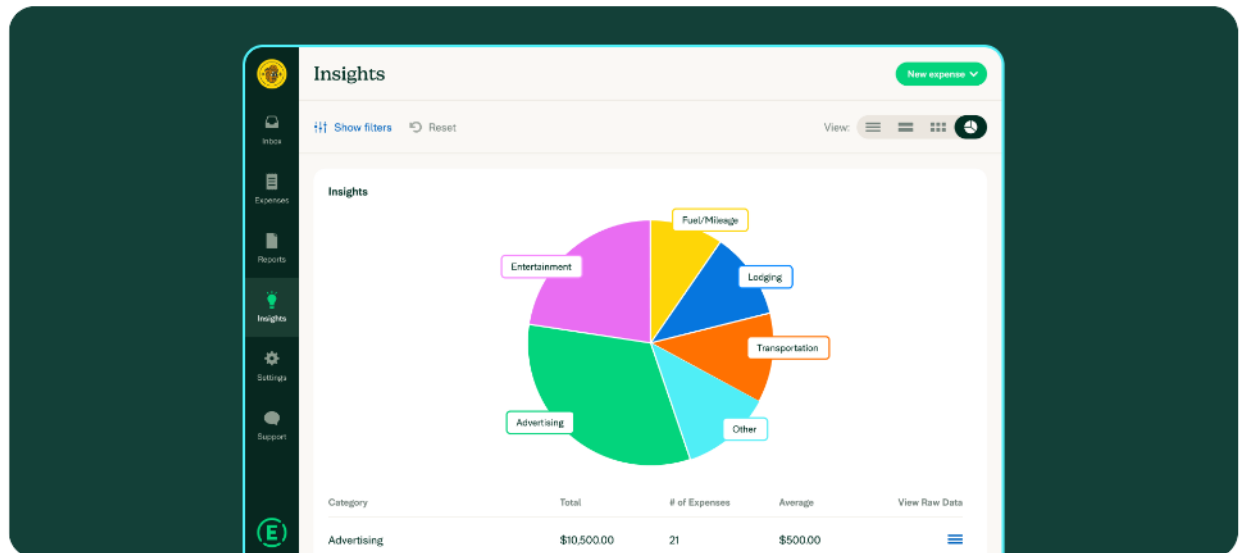 Insights
New expense
Show filters Reset
View:
Inbox
Expenses
Reports
Insights
Settings
Support
E
Insights
Fuel/Mileage
Entertainment
Lodging
Transportation
Advertising
Other
Category Total # of Expenses Average View Raw Data
Advertising $10,500.00 21 $500.00